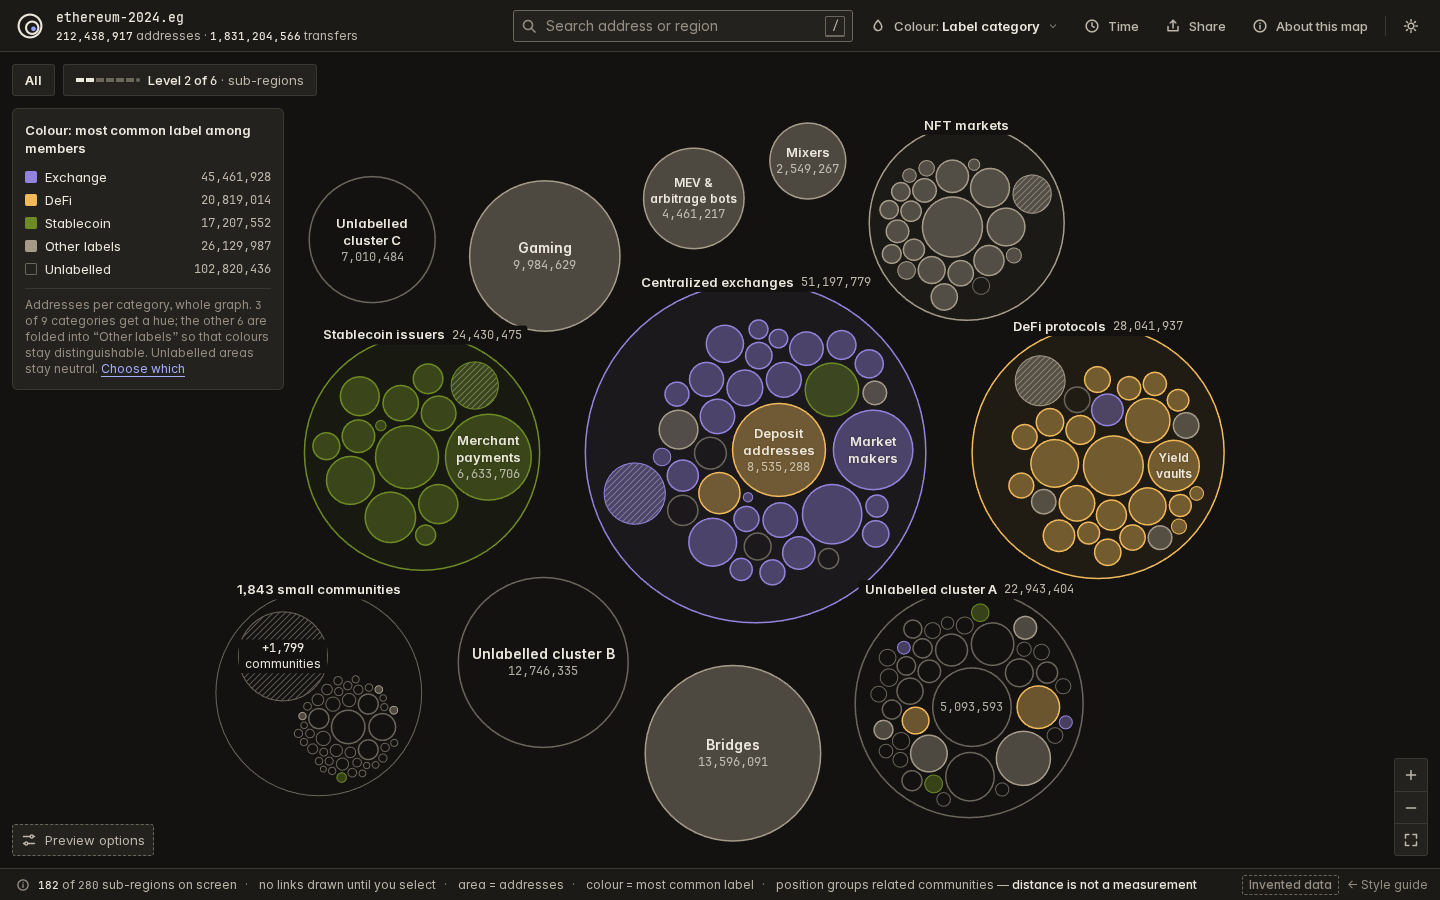 ethereum-2024.eg
212,438,917 addresses · 1,831,204,566 transfers
Search address or region /
Colour: Label category
Time
Share
About this map
All
Level 2 of 6 · sub-regions
Colour: most common label among
members
Exchange 45,461,928
DeFi 20,819,014
Stablecoin 17,207,552
Other labels 26,129,987
Unlabelled 102,820,436
Addresses per category, whole graph. 3
of 9 categories get a hue; the other 6 are
folded into “Other labels” so that colours
stay distinguishable. Unlabelled areas
stay neutral. Choose which
NFT markets
Mixers
2,549,267
MEV &
arbitrage bots
4,461,217
Unlabelled
cluster C
7,010,484
Gaming
9,984,629
Centralized exchanges 51,197,779
Stablecoin issuers 24,430,475
DeFi protocols 28,041,937
Merchant
payments
6,633,706
Deposit
addresses
8,535,288
Market
makers
Yield
vaults
1,843 small communities
+1,799
communities
Unlabelled cluster B
12,746,335
Unlabelled cluster A 22,943,404
5,093,593
Bridges
13,596,091
Preview options
+
−
182 of 280 sub-regions on screen · no links drawn until you select · area = addresses · colour = most common label · position groups related communities — distance is not a measurement
Invented data
← Style guide